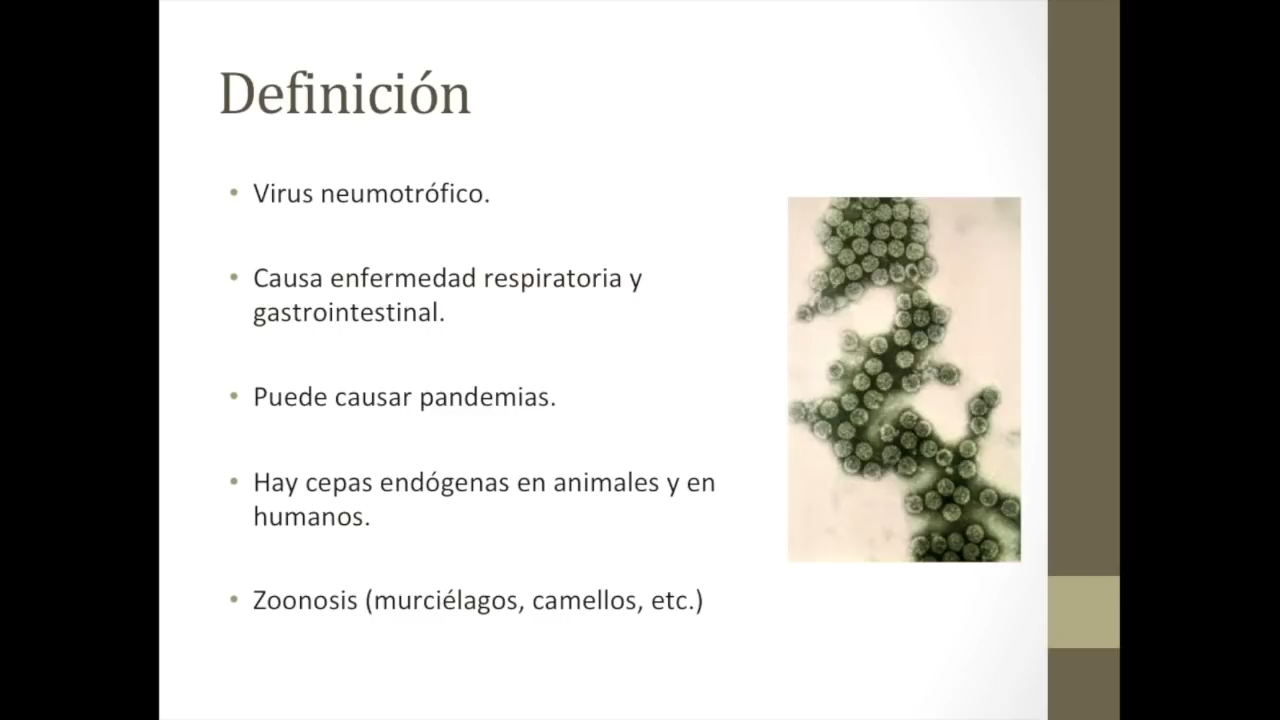 Definición
• Virus neumotrófico.
• Causa enfermedad respiratoria y
gastrointestinal.
• Puede causar pandemias.
• Hay cepas endógenas en animales y en
humanos.
• Zoonosis (murciélagos, camellos, etc.)